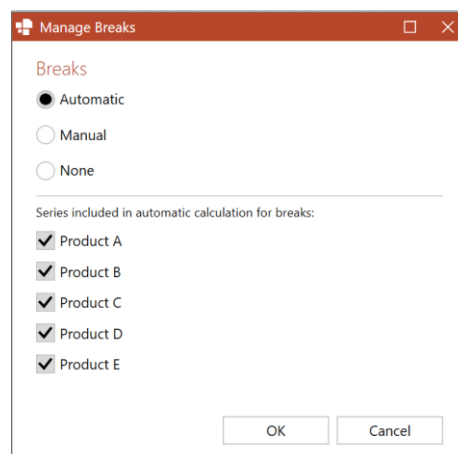 Manage Breaks
Breaks
Automatic
Manual
None
Series included in automatic calculation for breaks:
Product A
Product B
Product C
Product D
Product E
OK Cancel